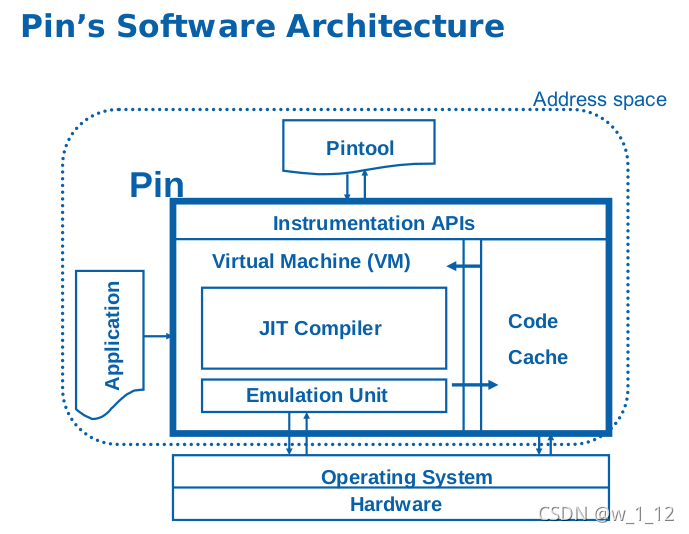 Pin’s Software Architecture
Address space
Pintool
Pin
Instrumentation APIs
Virtual Machine (VM)
Application
JIT Compiler
Code
Cache
Emulation Unit
Operating System
Hardware
CSDN @w_1_12